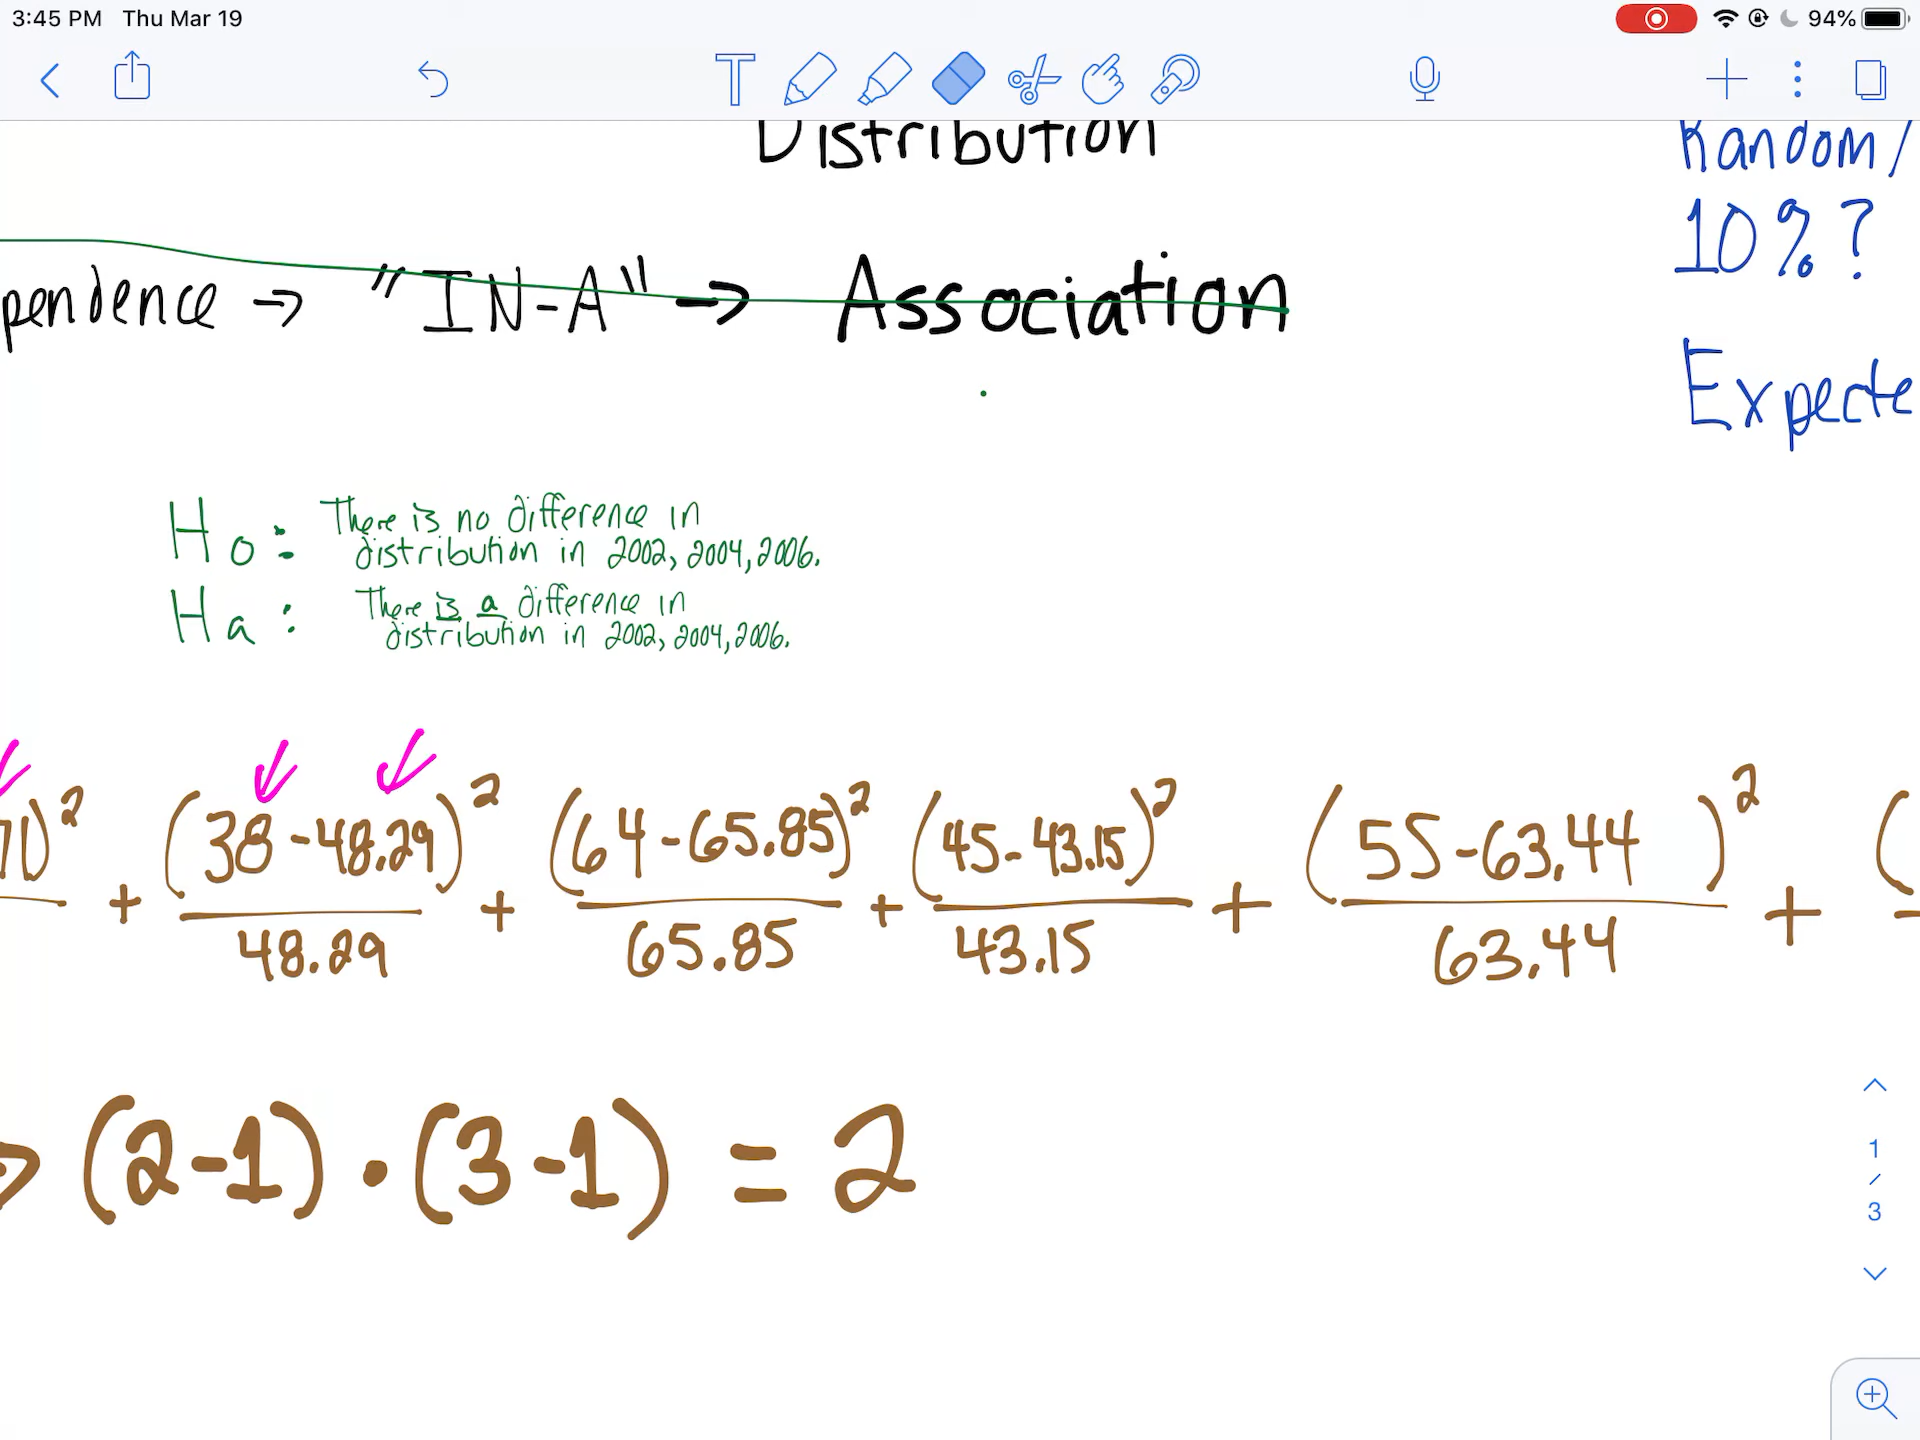 3:45 PM Thu Mar 19
94%
Distribution
Random/
10%?
pendence → "IN-A" → Association
Expecte
Ho: There is no difference in
distribution in 2002, 2004, 2006.
Ha: There is a difference in
distribution in 2002, 2004, 2006.
70)² + (38-48.29)² + (64-65.85)² + (45-43.15)² + (55-63.44)² + (
48.29 65.85 43.15 63.44
(2-1) · (3-1) = 2
1
/
3